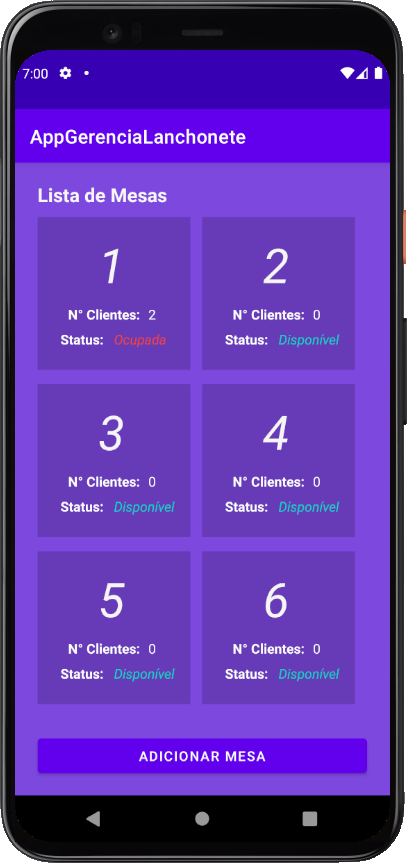 7:00
AppGerenciaLanchonete
Lista de Mesas
1
N° Clientes: 2
Status: Ocupada
2
N° Clientes: 0
Status: Disponível
3
N° Clientes: 0
Status: Disponível
4
N° Clientes: 0
Status: Disponível
5
N° Clientes: 0
Status: Disponível
6
N° Clientes: 0
Status: Disponível
ADICIONAR MESA